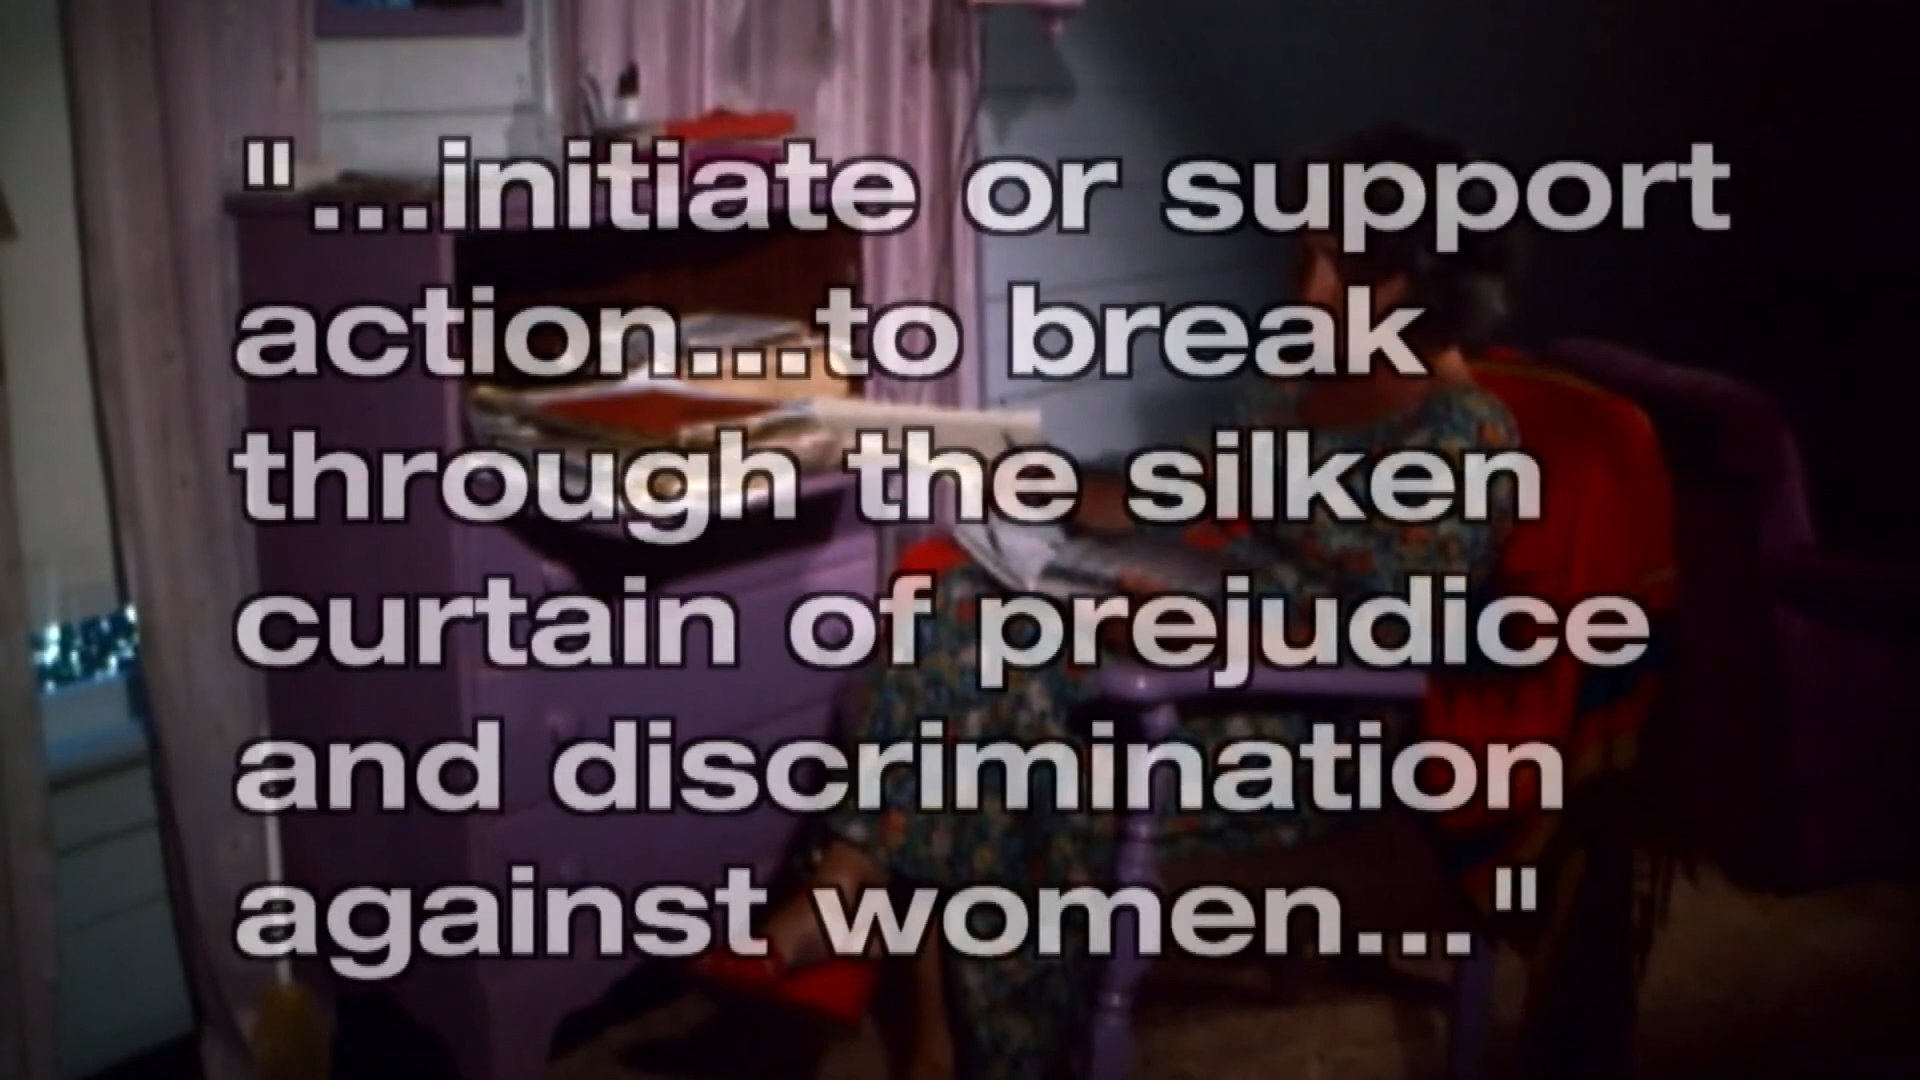 "...initiate or support
action...to break
through the silken
curtain of prejudice
and discrimination
against women..."